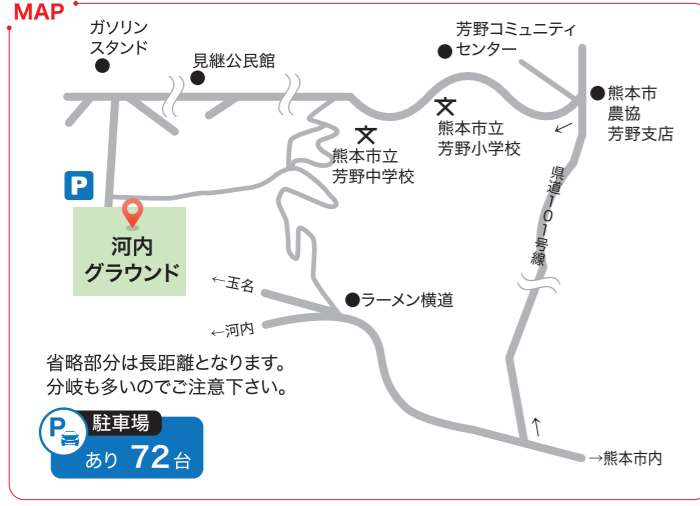 MAP
ガソリン
スタンド
見継公民館
芳野コミュニティ
センター
熊本市
農協
芳野支店
熊本市立
芳野小学校
熊本市立
芳野中学校
県道101号線
P
河内
グラウンド
←玉名
←河内
ラーメン横道
省略部分は長距離となります。
分岐も多いのでご注意下さい。
P 駐車場
あり 72台
→熊本市内